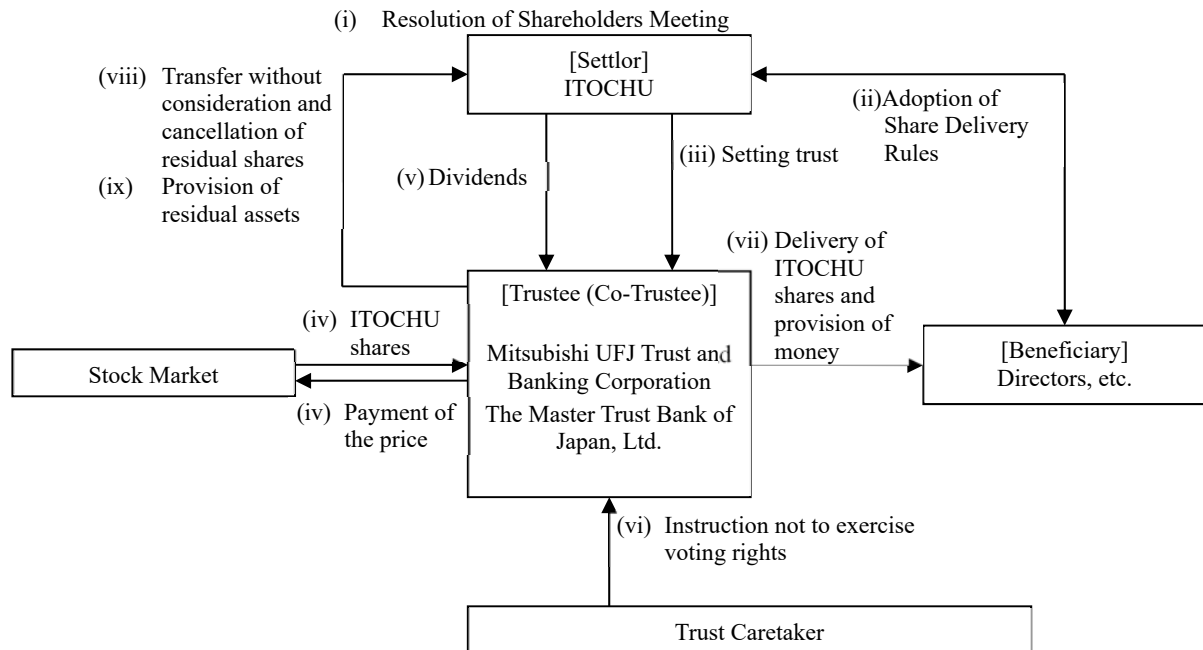 (i) Resolution of Shareholders Meeting
[Settlor]
ITOCHU
(viii) Transfer without
consideration and
cancellation of
residual shares
(ix) Provision of
residual assets
(ii)Adoption of
Share Delivery
Rules
(iii) Setting trust
(v) Dividends
(vii) Delivery of
ITOCHU
shares and
provision of
money
[Trustee (Co-Trustee)]
Mitsubishi UFJ Trust and
Banking Corporation
The Master Trust Bank of
Japan, Ltd.
(iv) ITOCHU
shares
Stock Market
(iv) Payment of
the price
[Beneficiary]
Directors, etc.
(vi) Instruction not to exercise
voting rights
Trust Caretaker